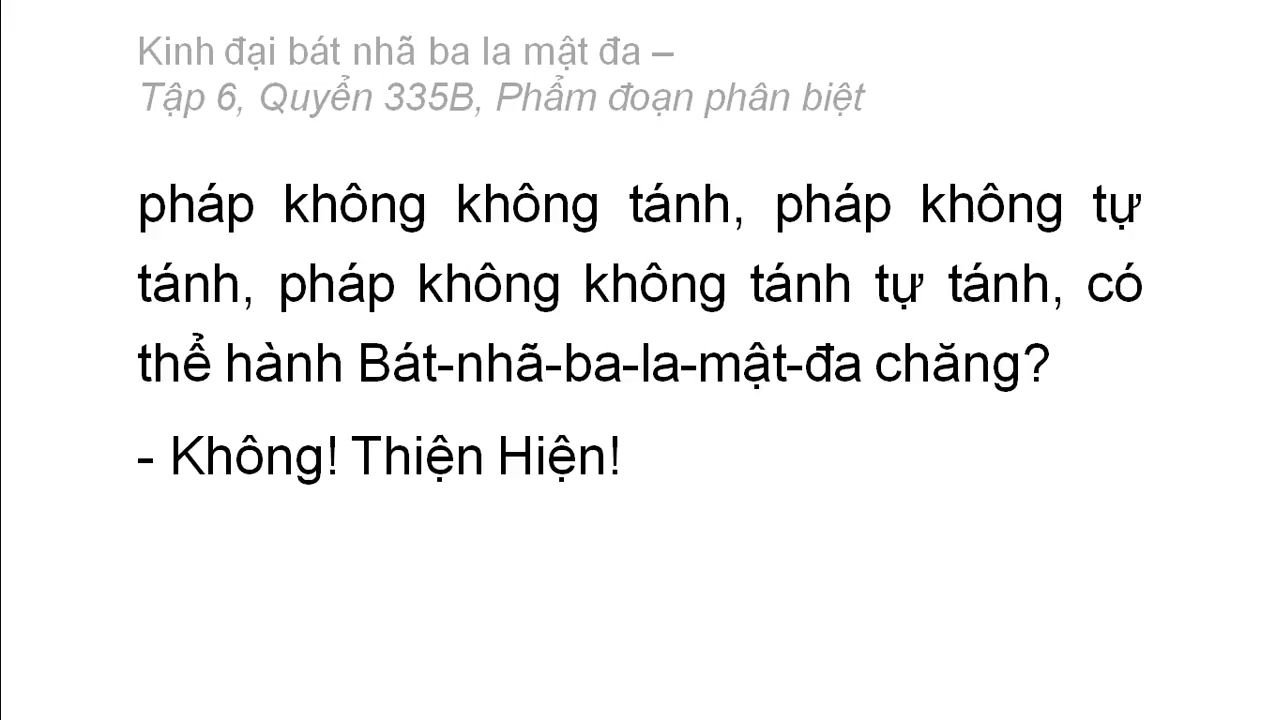 Kinh đại bát nhã ba la mật đa –
Tập 6, Quyển 335B, Phẩm đoạn phân biệt
pháp không không tánh, pháp không tự
tánh, pháp không không tánh tự tánh, có
thể hành Bát-nhã-ba-la-mật-đa chăng?
- Không! Thiện Hiện!